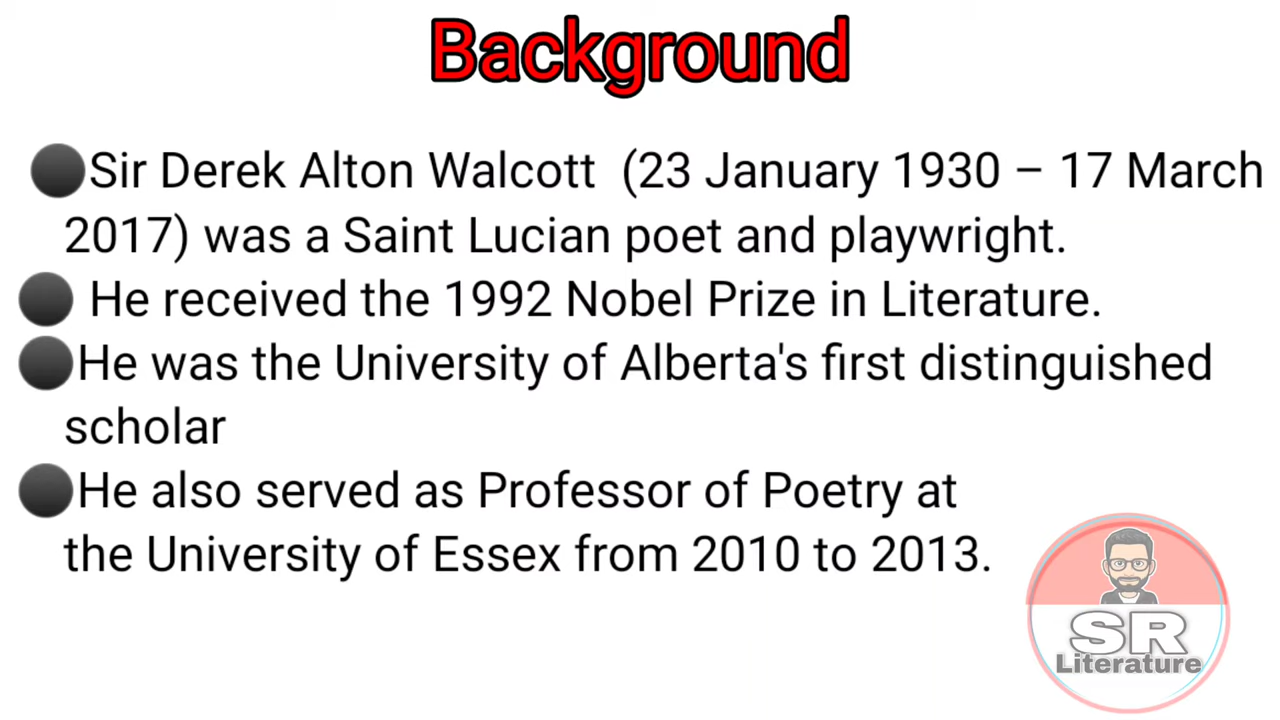 Background
Sir Derek Alton Walcott (23 January 1930 – 17 March
2017) was a Saint Lucian poet and playwright.
He received the 1992 Nobel Prize in Literature.
He was the University of Alberta's first distinguished
scholar
He also served as Professor of Poetry at
the University of Essex from 2010 to 2013.
SR
Literature